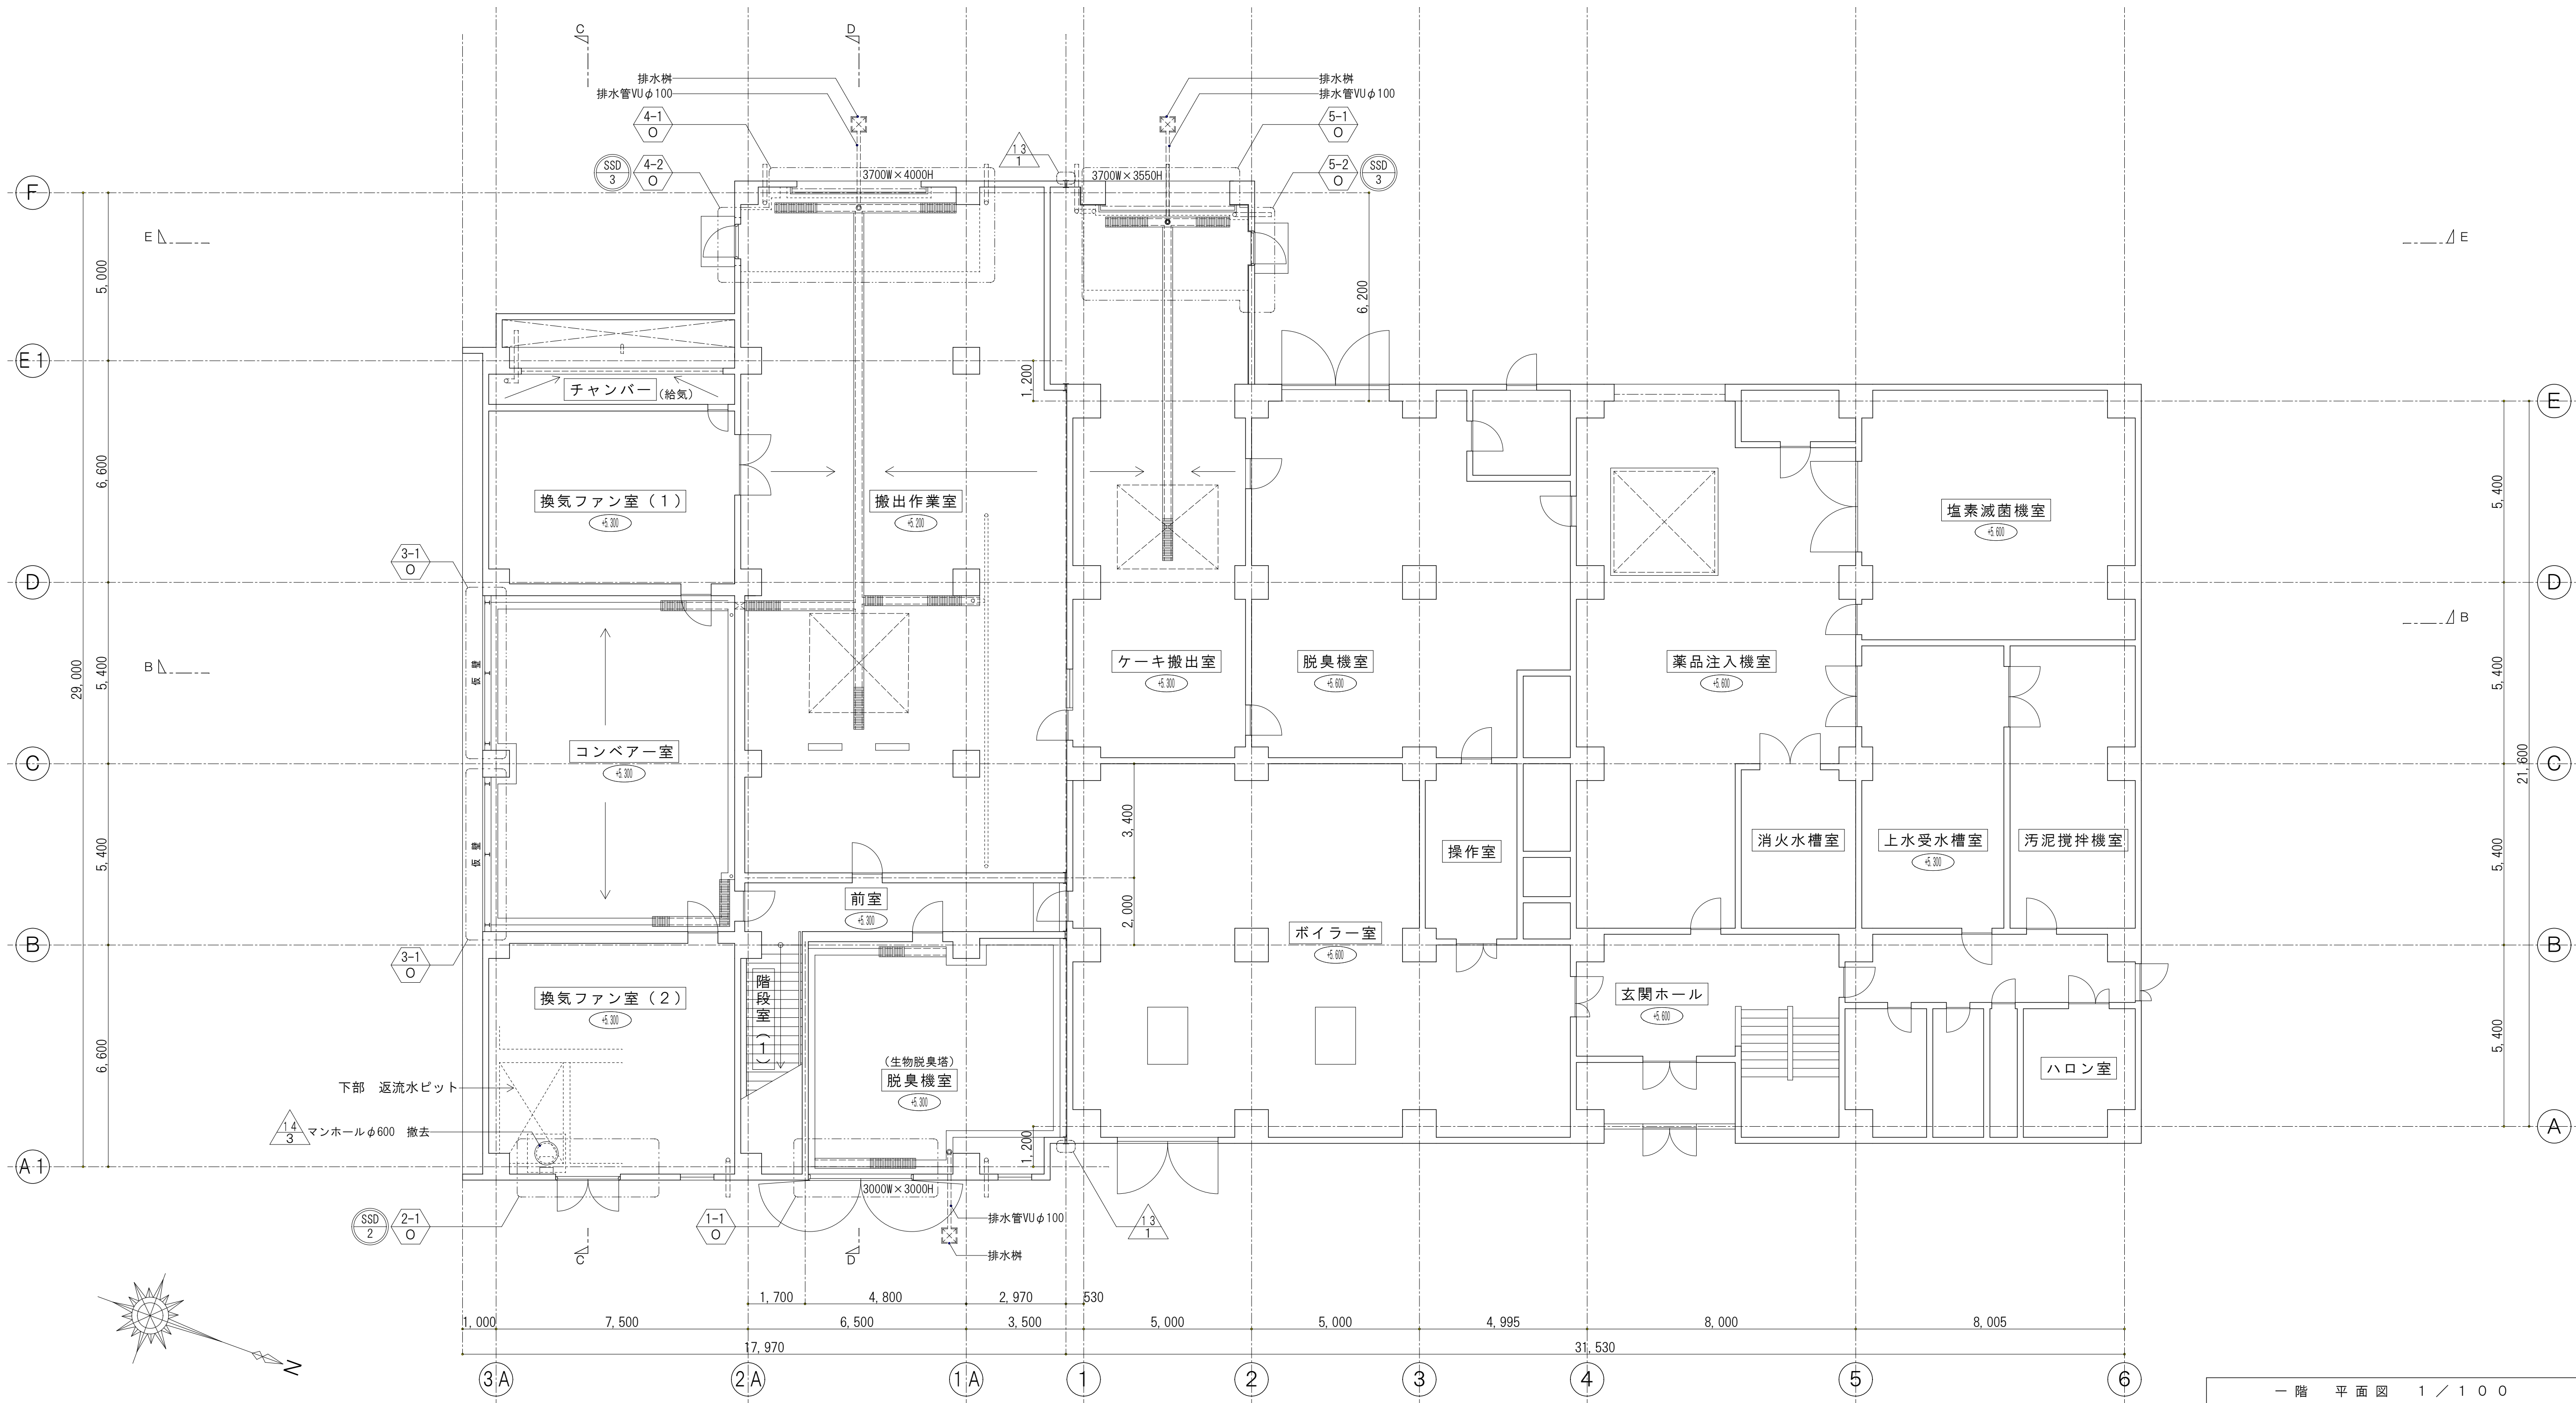 C
D
排水桝
排水管VUφ100
排水桝
排水管VUφ100
4-1
O
5-1
O
13
1
SSD
3
4-2
O
3700W×4000H
3700W×3550H
5-2
O
SSD
3
F
E
E
5,000
6,200
E1
1,200
チャンバー
(給気)
E
6,600
5,400
換気ファン室(1)
+5.300
搬出作業室
+5.200
塩素滅菌機室
+5.600
3-1
O
D
D
B
B
29,000
5,400
仮壁
ケーキ搬出室
+5.300
脱臭機室
+5.600
薬品注入機室
+5.600
5,400
コンベアー室
+5.300
C
C
21,600
3,400
5,400
仮壁
操作室
消火水槽室
上水受水槽室
+5.300
汚泥撹拌機室
5,400
前室
+5.300
2,000
ボイラー室
+5.600
B
B
3-1
O
換気ファン室(2)
+5.300
階段室(1)
玄関ホール
+5.600
6,600
5,400
(生物脱臭塔)
脱臭機室
+5.300
ハロン室
下部 返流水ピット
14
3
マンホールφ600 撤去
A
1,200
A1
3000W×3000H
SSD
2
2-1
O
1-1
O
排水管VUφ100
13
1
排水桝
C
D
N
1,700
4,800
2,970
530
1,000
7,500
6,500
3,500
5,000
5,000
4,995
8,000
8,005
17,970
31,530
3A
2A
1A
1
2
3
4
5
6
一階 平面図 1/100